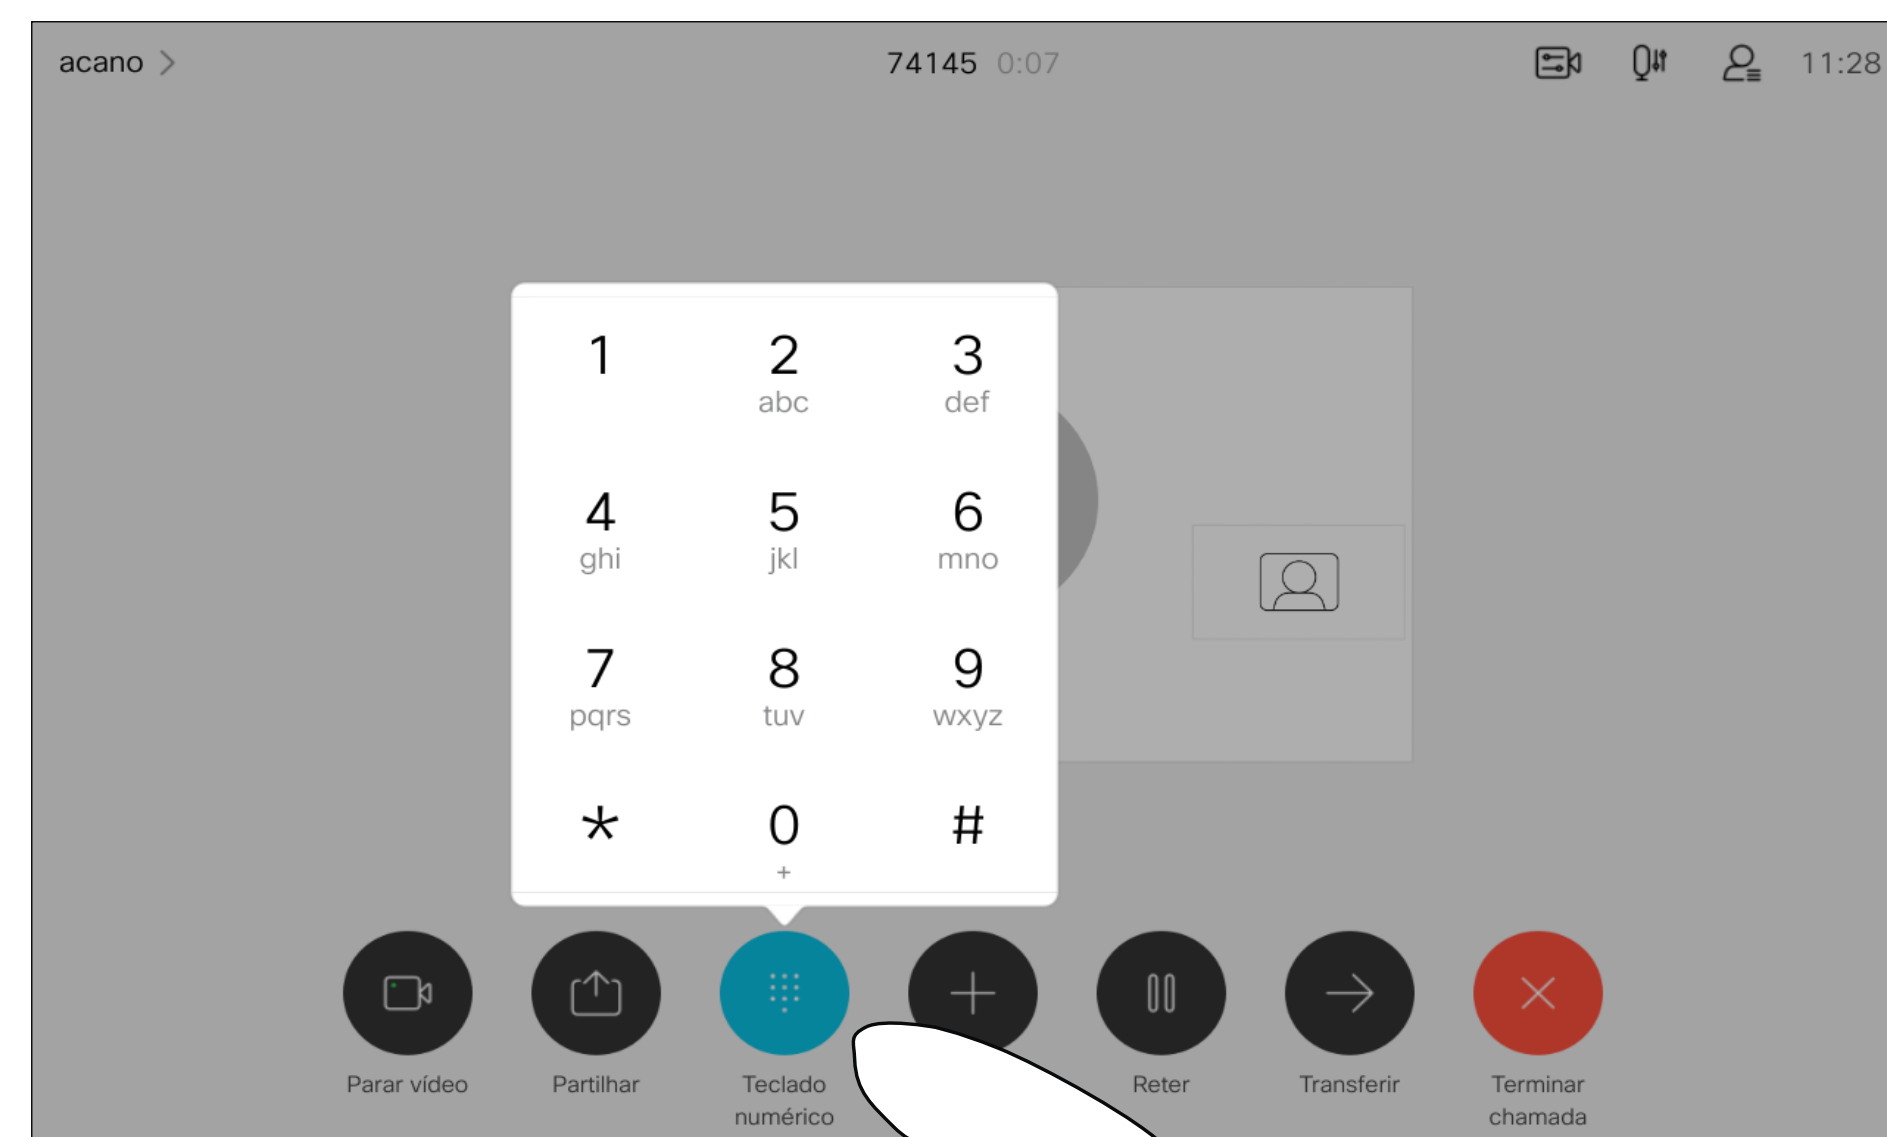 acano
74145 0:07
11:28
1 2 3
abc def
4 5 6
ghi jkl mno
7 8 9
pqrs tuv wxyz
* 0 #
+
Parar vídeo
Partilhar
Teclado
numérico
Reter
Transferir
Terminar
chamada